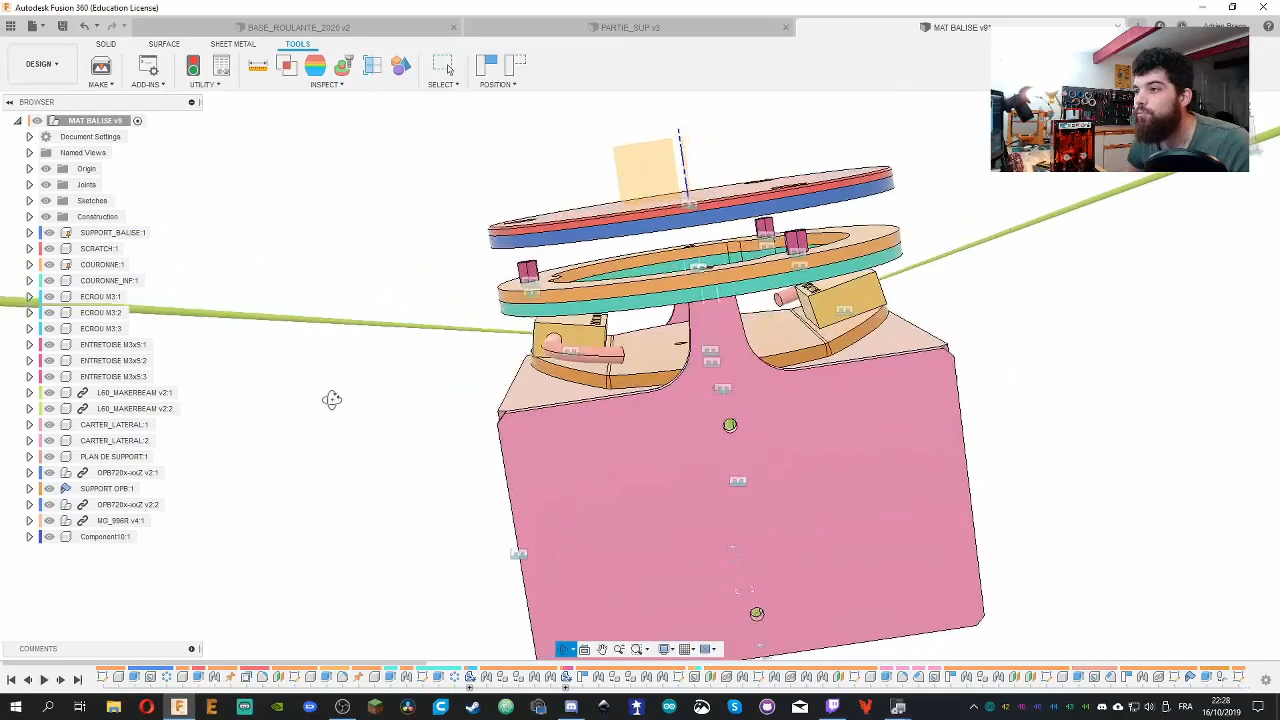 Autodesk Fusion 360 (Education License)
BASE_ROULANTE_2020 v2
PARTIE_SUP v3
MAT BALISE v9*
SOLID
SURFACE
SHEET METAL
TOOLS
DESIGN
MAKE
ADD-INS
UTILITY
INSPECT
SELECT
POSITION
BROWSER
MAT BALISE v9
Document Settings
Named Views
Origin
Joints
Sketches
Construction
SUPPORT_BALISE:1
SCRATCH:1
COURONNE:1
COURONNE_INF:1
ECROU M3:1
ECROU M3:2
ECROU M3:3
ENTRETOISE M3x5:1
ENTRETOISE M3x5:2
ENTRETOISE M3x5:3
L60_MAKERBEAM v2:1
L60_MAKERBEAM v2:2
CARTER_LATERAL:1
CARTER_LATERAL:2
PLAN DE SUPPORT:1
OPB720x-xxZ v2:1
SUPPORT OPB:1
OPB720x-xxZ v2:2
MG_996R v4:1
Component10:1
COMMENTS
FRA
22:28
16/10/2019